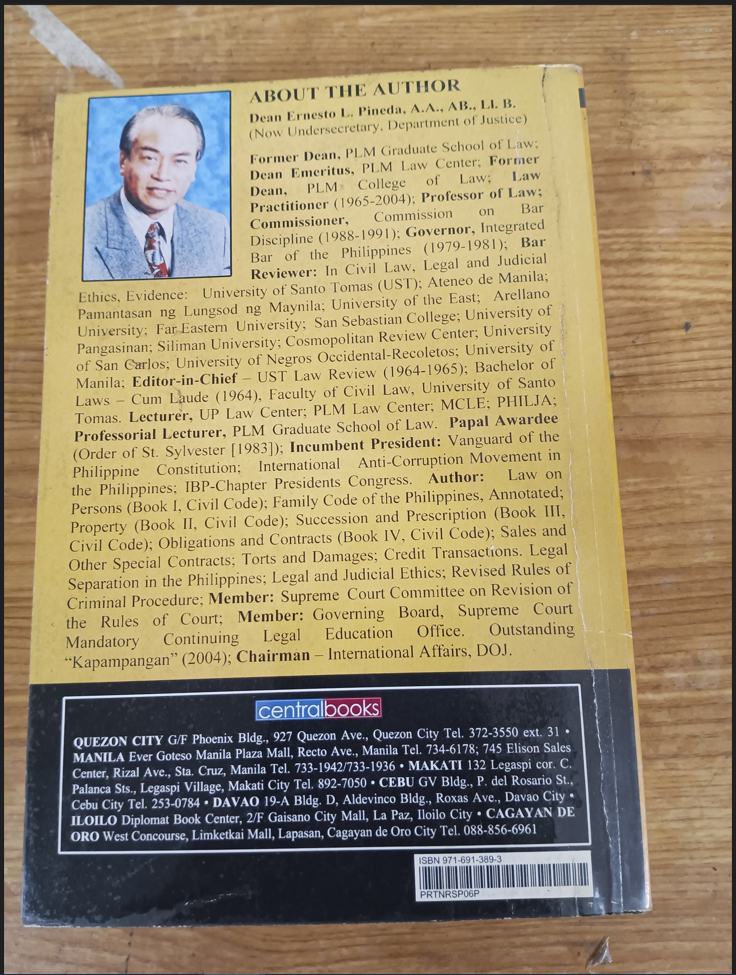 ABOUT THE AUTHOR
Dean Ernesto L. Pineda, A.A., AB., Ll. B.
(Now Undersecretary, Department of Justice)
Former Dean, PLM Graduate School of Law;
Dean Emeritus, PLM Law Center; Former
Dean, PLM College of Law; Law
Practitioner (1965-2004); Professor of Law;
Commissioner, Commission on Bar
Discipline (1988-1991); Governor, Integrated
Bar of the Philippines (1979-1981); Bar
Reviewer: In Civil Law, Legal and Judicial
Ethics, Evidence: University of Santo Tomas (UST); Ateneo de Manila;
Pamantasan ng Lungsod ng Maynila; University of the East; Arellano
University; Far Eastern University; San Sebastian College; University of
Pangasinan; Siliman University; Cosmopolitan Review Center; University
of San Carlos; University of Negros Occidental-Recoletos; University of
Manila; Editor-in-Chief – UST Law Review (1964-1965); Bachelor of
Laws – Cum Laude (1964), Faculty of Civil Law, University of Santo
Tomas. Lecturer, UP Law Center; PLM Law Center; MCLE; PHILJA;
Professorial Lecturer, PLM Graduate School of Law. Papal Awardee
(Order of St. Sylvester [1983]); Incumbent President: Vanguard of the
Philippine Constitution; International Anti-Corruption Movement in
the Philippines; IBP-Chapter Presidents Congress. Author: Law on
Persons (Book I, Civil Code); Family Code of the Philippines, Annotated;
Property (Book II, Civil Code); Succession and Prescription (Book III,
Civil Code); Obligations and Contracts (Book IV, Civil Code); Sales and
Other Special Contracts; Torts and Damages; Credit Transactions. Legal
Separation in the Philippines; Legal and Judicial Ethics; Revised Rules of
Criminal Procedure; Member: Supreme Court Committee on Revision of
the Rules of Court; Member: Governing Board, Supreme Court
Mandatory Continuing Legal Education Office. Outstanding
“Kapampangan” (2004); Chairman – International Affairs, DOJ.
centralbooks
QUEZON CITY G/F Phoenix Bldg., 927 Quezon Ave., Quezon City Tel. 372-3550 ext. 31 •
MANILA Ever Goteso Manila Plaza Mall, Recto Ave., Manila Tel. 734-6178; 745 Elison Sales
Center, Rizal Ave., Sta. Cruz, Manila Tel. 733-1942/733-1936 • MAKATI 132 Legaspi cor. C.
Palanca Sts., Legaspi Village, Makati City Tel. 892-7050 • CEBU GV Bldg., P. del Rosario St.,
Cebu City Tel. 253-0784 • DAVAO 19-A Bldg. D, Aldevinco Bldg., Roxas Ave., Davao City •
ILOILO Diplomat Book Center, 2/F Gaisano City Mall, La Paz, Iloilo City • CAGAYAN DE
ORO West Concourse, Limketkai Mall, Lapasan, Cagayan de Oro City Tel. 088-856-6961
ISBN 971-691-389-3
PRTNRSP06P